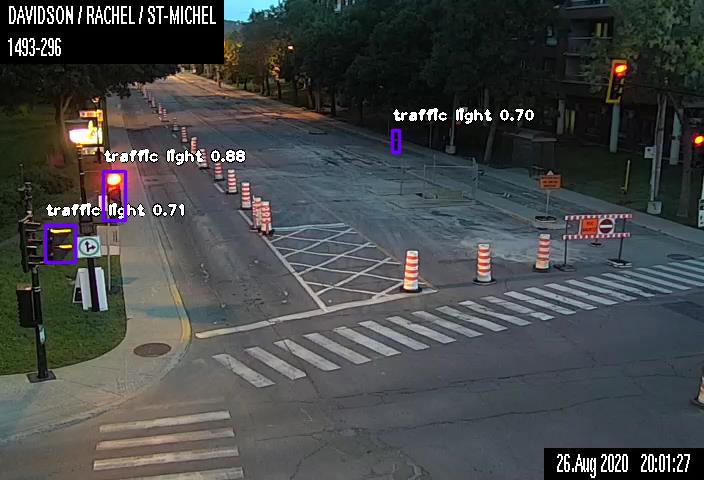 DAVIDSON / RACHEL / ST-MICHEL
1493-296
traffic light 0.70
traffic light 0.88
traffic light 0.71
26.Aug 2020 20:01:27